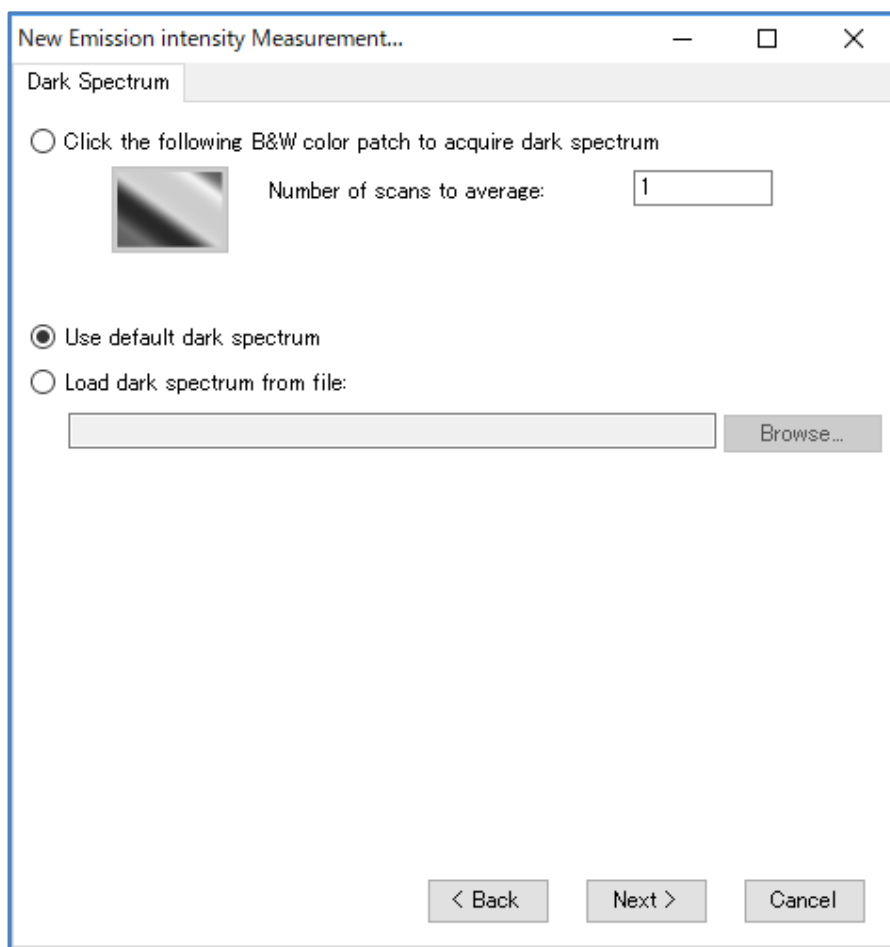 New Emission intensity Measurement...
Dark Spectrum
Click the following B&W color patch to acquire dark spectrum
Number of scans to average: 1
Use default dark spectrum
Load dark spectrum from file:
Browse...
< Back Next > Cancel